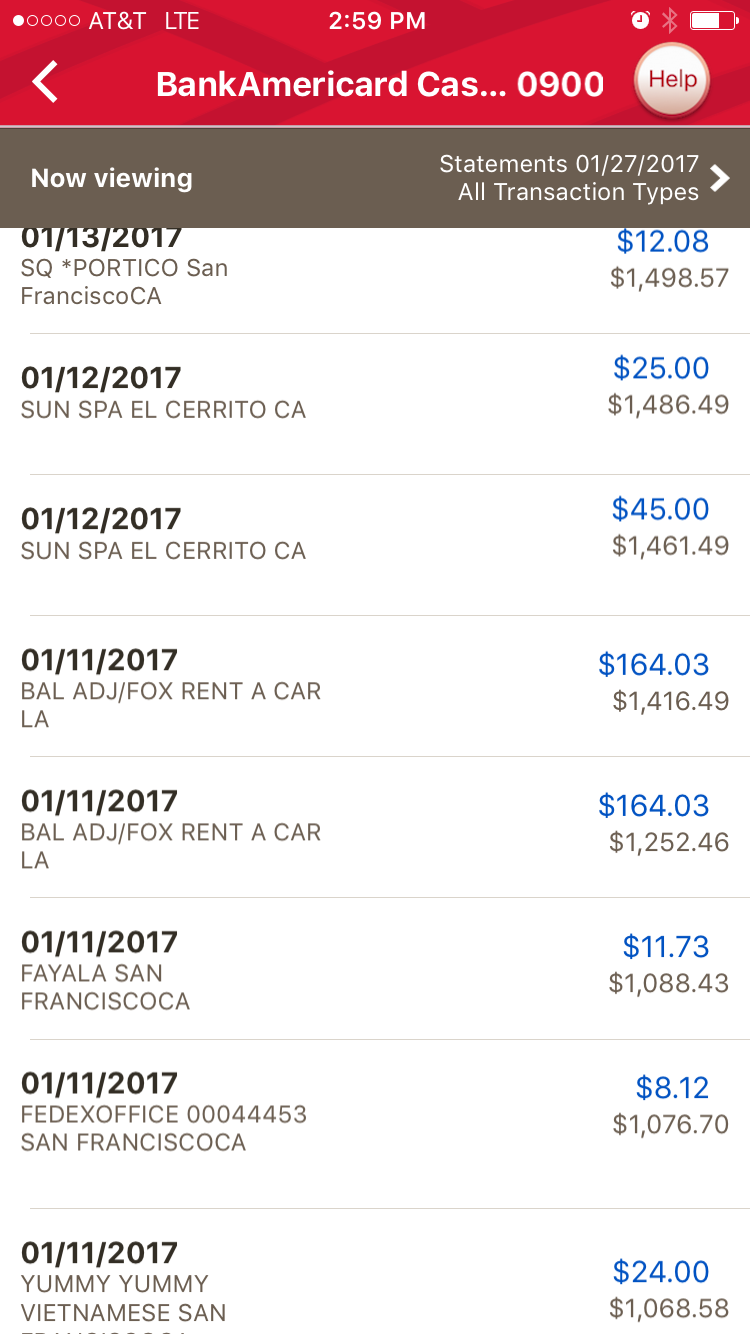 AT&T LTE 2:59 PM
BankAmericard Cas... 0900 Help
Now viewing
Statements 01/27/2017
All Transaction Types
01/13/2017
SQ *PORTICO San
FranciscoCA
$12.08
$1,498.57
01/12/2017
SUN SPA EL CERRITO CA
$25.00
$1,486.49
01/12/2017
SUN SPA EL CERRITO CA
$45.00
$1,461.49
01/11/2017
BAL ADJ/FOX RENT A CAR
LA
$164.03
$1,416.49
01/11/2017
BAL ADJ/FOX RENT A CAR
LA
$164.03
$1,252.46
01/11/2017
FAYALA SAN
FRANCISCOCA
$11.73
$1,088.43
01/11/2017
FEDEXOFFICE 00044453
SAN FRANCISCOCA
$8.12
$1,076.70
01/11/2017
YUMMY YUMMY
VIETNAMESE SAN
FRANCISCOCA
$24.00
$1,068.58